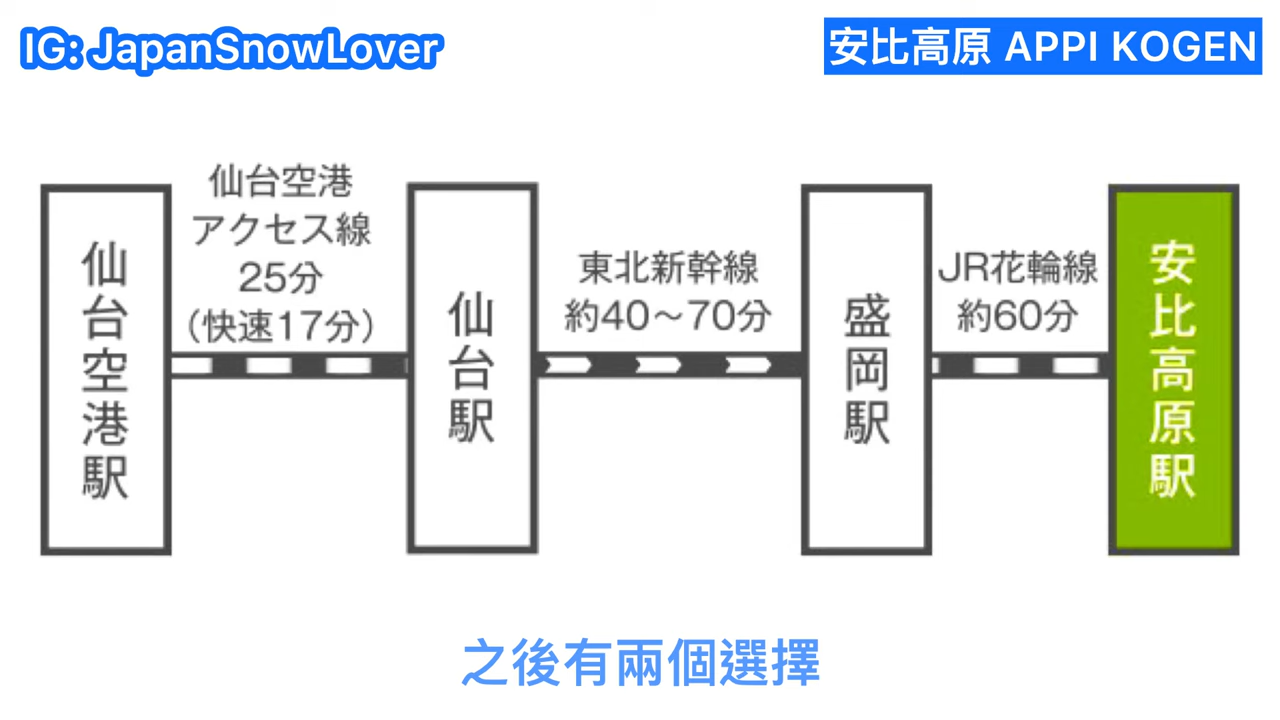 IG: JapanSnowLover
安比高原 APPI KOGEN
仙台空港駅
仙台空港
アクセス線
25分
（快速17分）
仙台駅
東北新幹線
約40～70分
盛岡駅
JR花輪線
約60分
安比高原駅
之後有兩個選擇